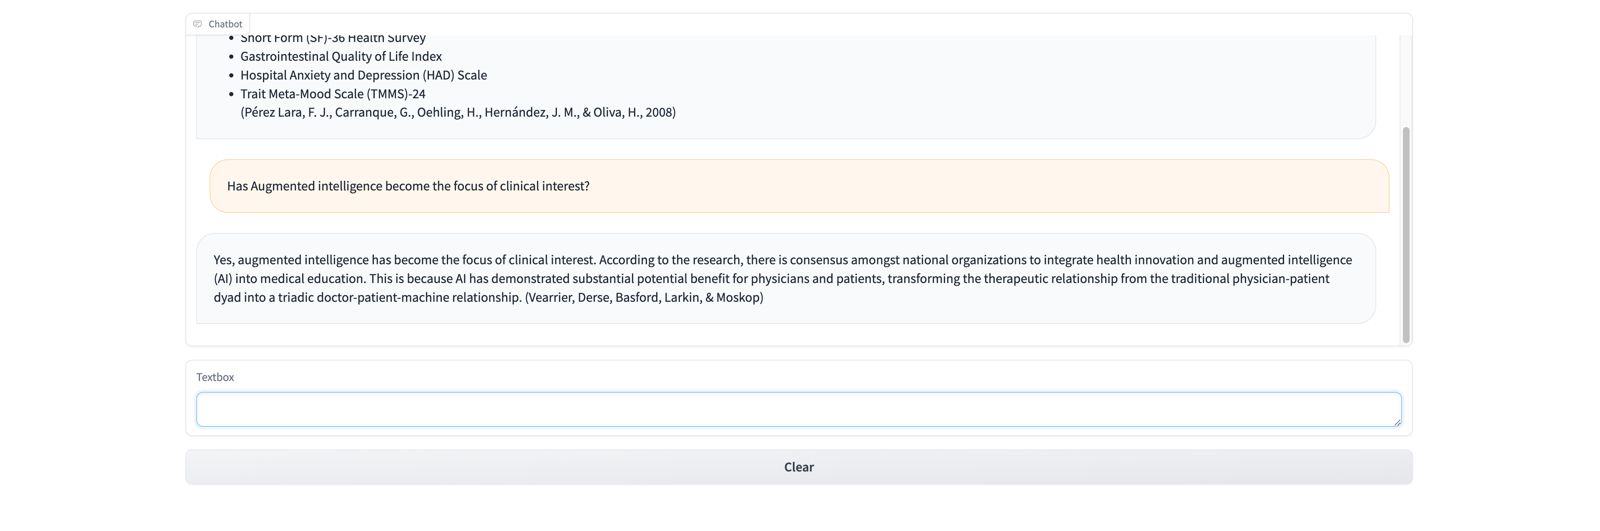 Chatbot
Short Form (SF)-36 Health Survey
Gastrointestinal Quality of Life Index
Hospital Anxiety and Depression (HAD) Scale
Trait Meta-Mood Scale (TMMS)-24
(Pérez Lara, F. J., Carranque, G., Oehling, H., Hernández, J. M., & Oliva, H., 2008)
Has Augmented intelligence become the focus of clinical interest?
Yes, augmented intelligence has become the focus of clinical interest. According to the research, there is consensus amongst national organizations to integrate health innovation and augmented intelligence
(AI) into medical education. This is because AI has demonstrated substantial potential benefit for physicians and patients, transforming the therapeutic relationship from the traditional physician-patient
dyad into a triadic doctor-patient-machine relationship. (Vearrier, Derse, Basford, Larkin, & Moskop)
Textbox
Clear